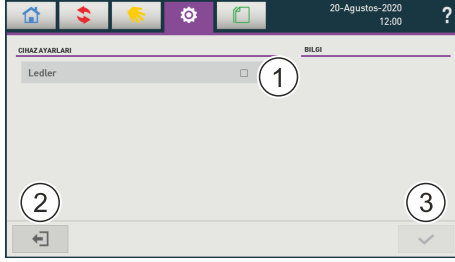 20-Agustos-2020
12:00
?
CIHAZ AYARLARI
BILGI
Ledler
1
2
3